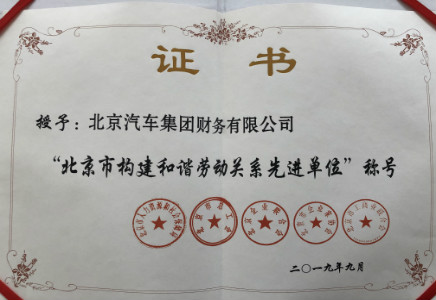 证书
授予：北京汽车集团财务有限公司
“北京市构建和谐劳动关系先进单位”称号
二〇一九年九月